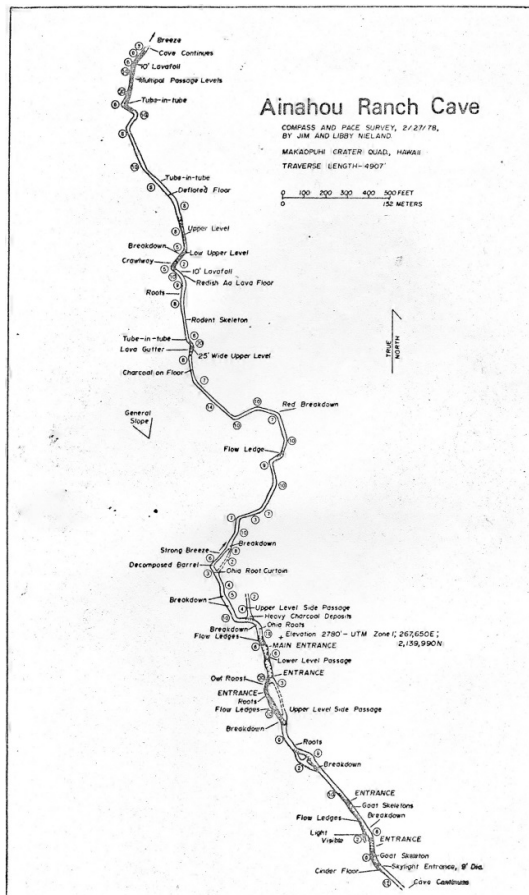 Breeze
Cave Continues
10' Lavafall
Multipal Passage Levels
Tube-in-tube
Ainahou Ranch Cave
COMPASS AND PACE SURVEY, 2/27/78,
BY JIM AND LIBBY NIELAND.
MAKAOPUHI CRATER QUAD., HAWAII
TRAVERSE LENGTH-4907'
0 100 200 300 400 500 FEET
0 152 METERS
Tube-in-tube
Deflated Floor
Upper Level
Breakdown
Low Upper Level
Crawlway
10' Lavafall
Redish Aa Lava Floor
Roots
Rodent Skeleton
Tube-in-tube
Lava Gutter
25' Wide Upper Level
Charcoal on Floor
TRUE
NORTH
General
Slope
Red Breakdown
Flow Ledge
Breakdown
Strong Breeze
Decomposed Barrel
Ohia Root Curtain
Breakdown
Upper Level Side Passage
Heavy Charcoal Deposits
Ohia Roots
Breakdown
Elevation 2780' - UTM Zone 1; 267,650E;
2,139,990N
Flow Ledges
MAIN ENTRANCE
Lower Level Passage
ENTRANCE
Owl Roost
ENTRANCE
Roots
Flow Ledges
Upper Level Side Passage
Breakdown
Roots
Breakdown
ENTRANCE
Goat Skeletons
Flow Ledges
Breakdown
Light
Visible
ENTRANCE
Goat Skeleton
Skylight Entrance, 9' Dia.
Cinder Floor
Cave Continues